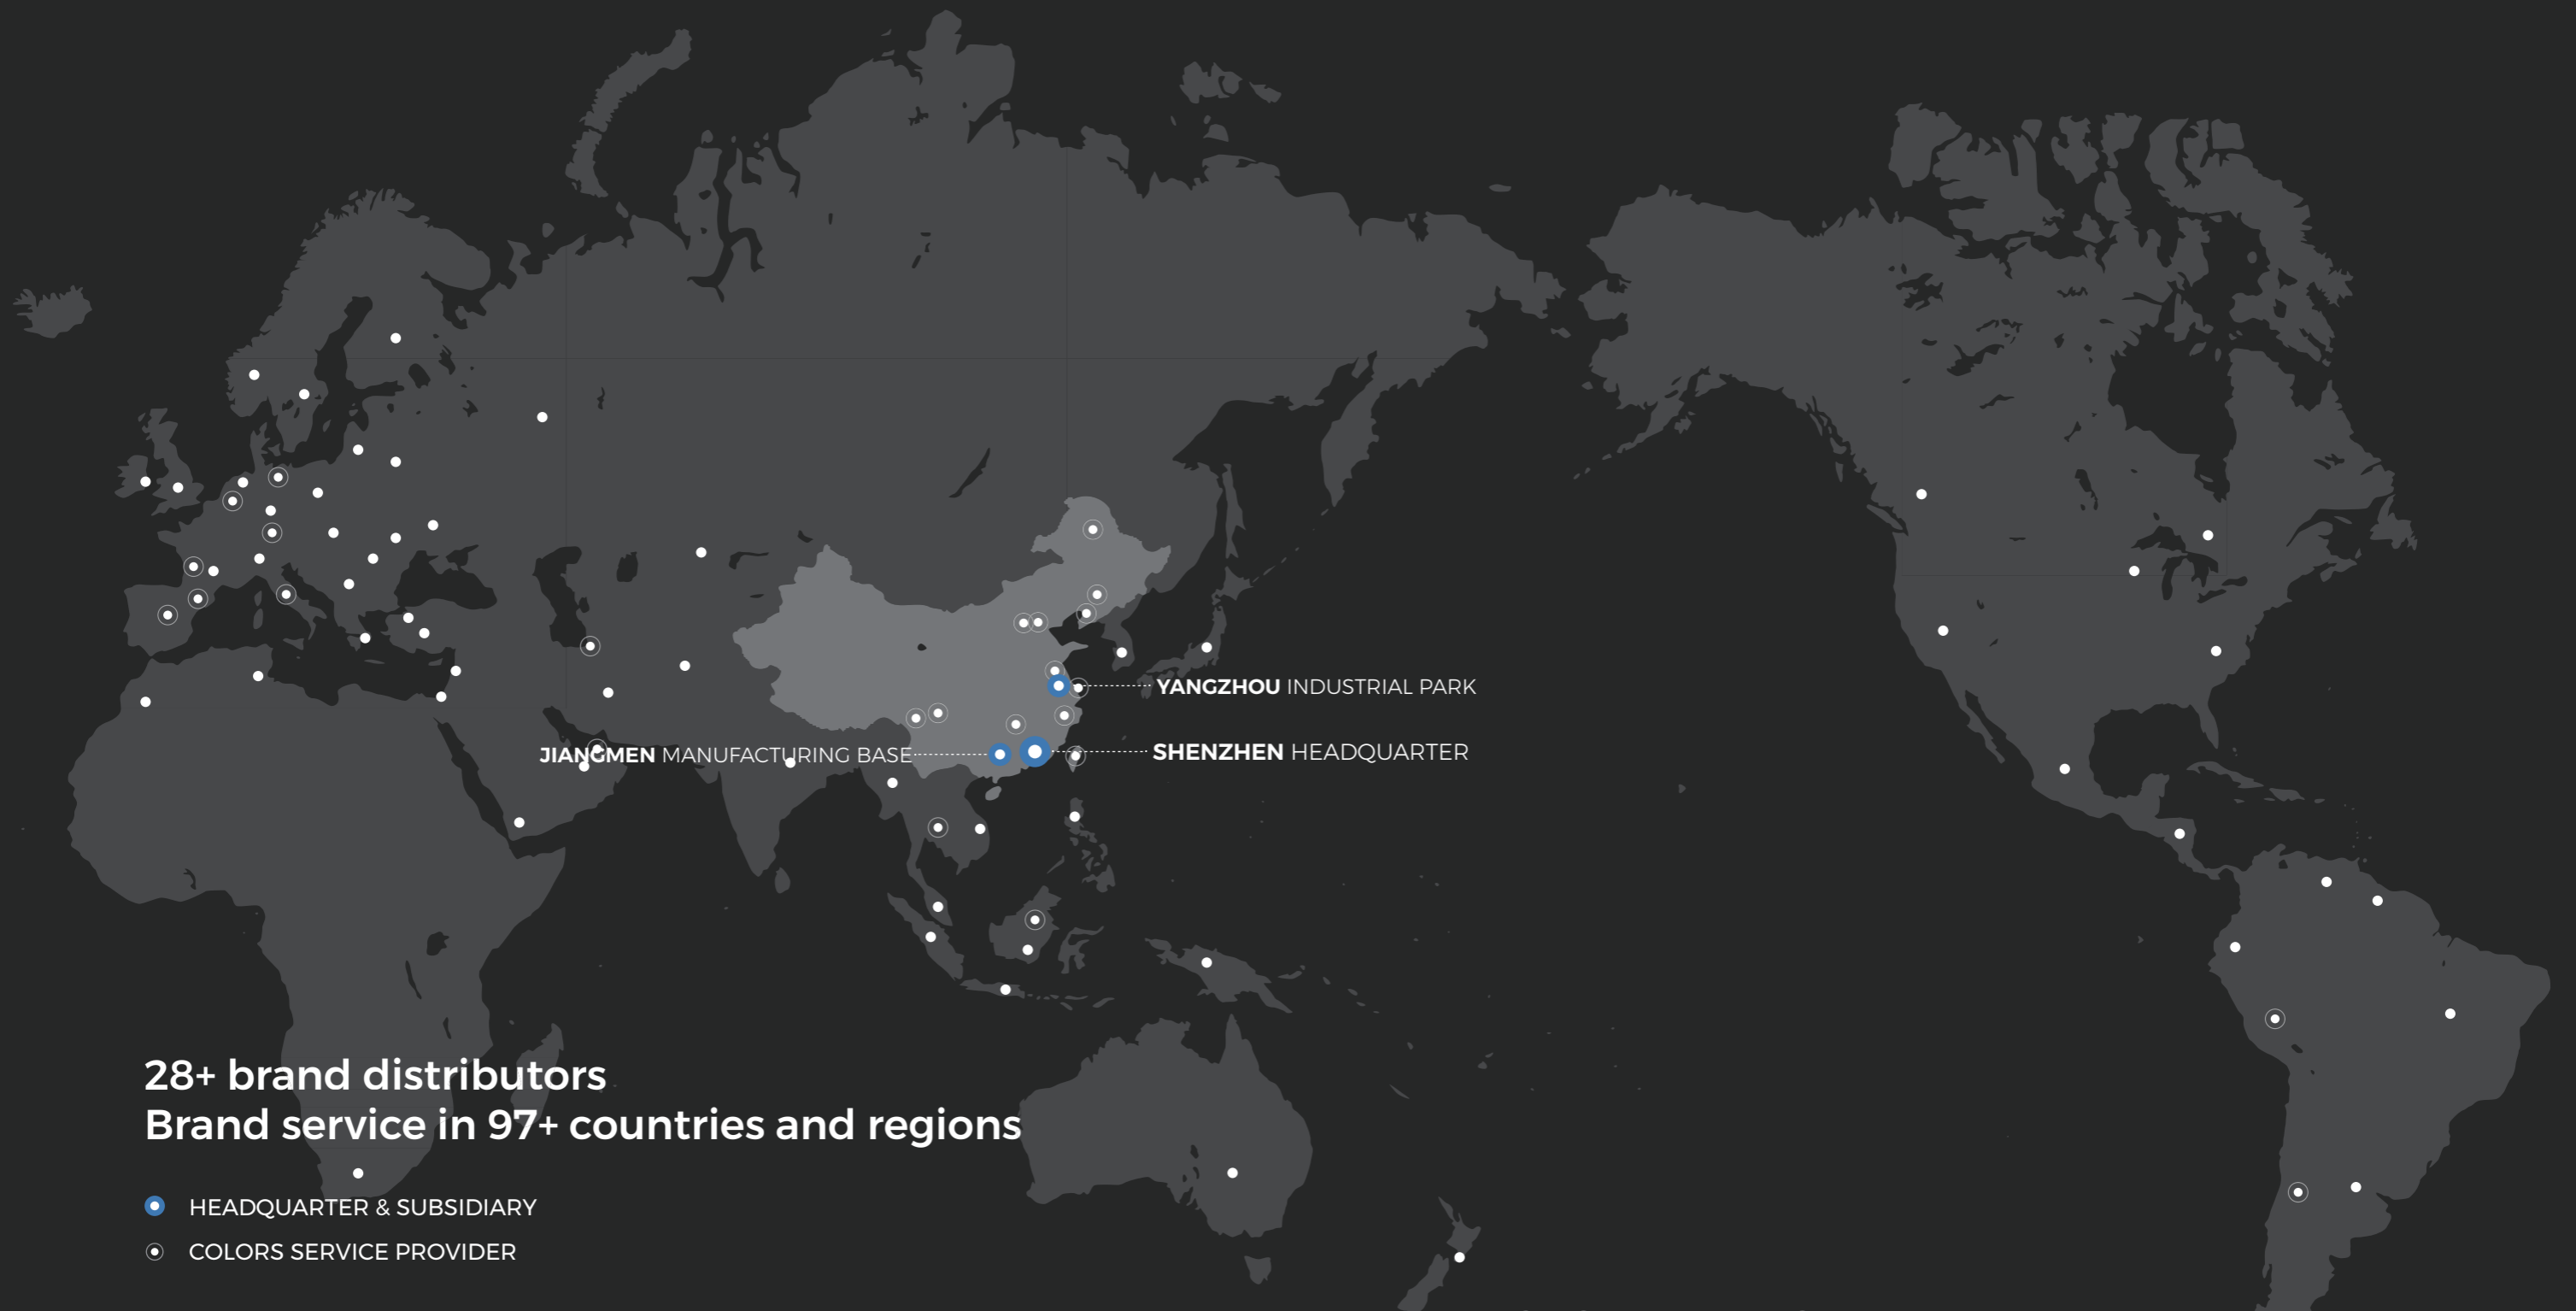 YANGZHOU INDUSTRIAL PARK
JIANGMEN MANUFACTURING BASE
SHENZHEN HEADQUARTER
28+ brand distributors
Brand service in 97+ countries and regions
HEADQUARTER & SUBSIDIARY
COLORS SERVICE PROVIDER